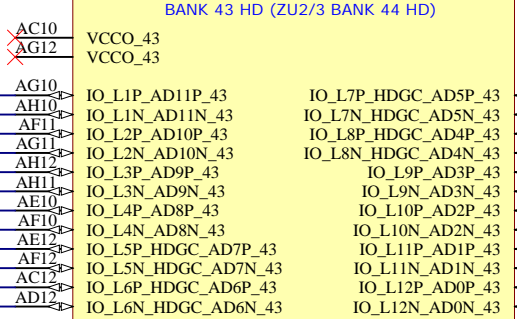 BANK 43 HD (ZU2/3 BANK 44 HD)
AC10 VCCO_43
AG12 VCCO_43
AG10 IO_L1P_AD11P_43 IO_L7P_HDGC_AD5P_43
AH10 IO_L1N_AD11N_43 IO_L7N_HDGC_AD5N_43
AF11 IO_L2P_AD10P_43 IO_L8P_HDGC_AD4P_43
AG11 IO_L2N_AD10N_43 IO_L8N_HDGC_AD4N_43
AH12 IO_L3P_AD9P_43 IO_L9P_AD3P_43
AH11 IO_L3N_AD9N_43 IO_L9N_AD3N_43
AE10 IO_L4P_AD8P_43 IO_L10P_AD2P_43
AF10 IO_L4N_AD8N_43 IO_L10N_AD2N_43
AE12 IO_L5P_HDGC_AD7P_43 IO_L11P_AD1P_43
AF12 IO_L5N_HDGC_AD7N_43 IO_L11N_AD1N_43
AC12 IO_L6P_HDGC_AD6P_43 IO_L12P_AD0P_43
AD12 IO_L6N_HDGC_AD6N_43 IO_L12N_AD0N_43